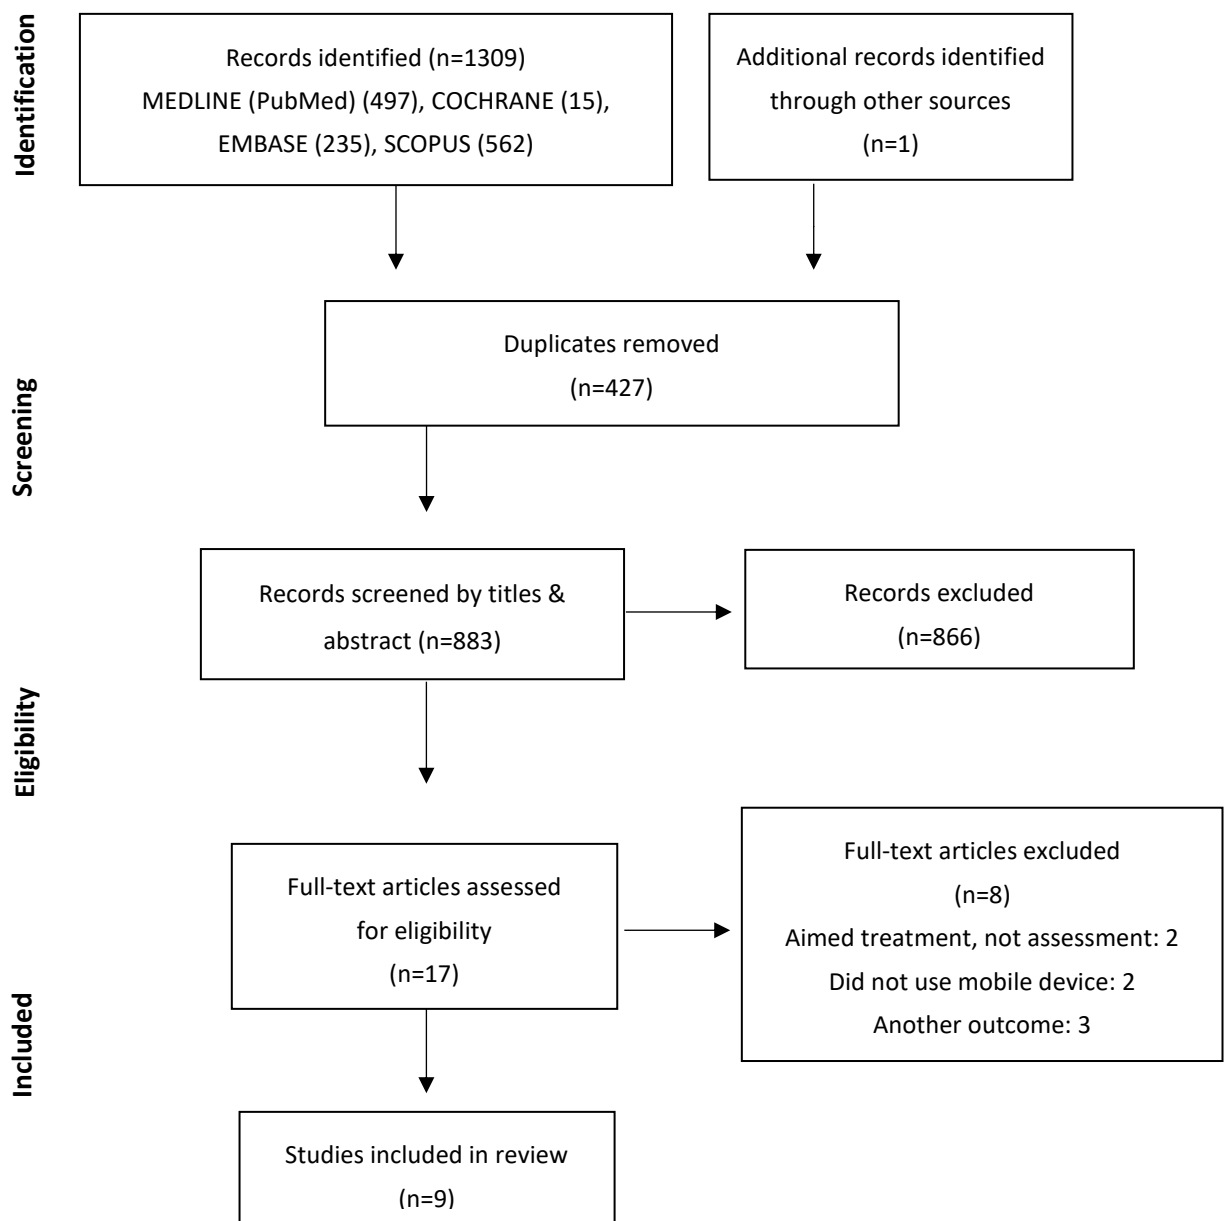 Identification
Records identified (n=1309)
MEDLINE (PubMed) (497), COCHRANE (15),
EMBASE (235), SCOPUS (562)
Additional records identified
through other sources
(n=1)
Screening
Duplicates removed
(n=427)
Records screened by titles &
abstract (n=883)
Records excluded
(n=866)
Eligibility
Full-text articles assessed
for eligibility
(n=17)
Full-text articles excluded
(n=8)
Aimed treatment, not assessment: 2
Did not use mobile device: 2
Another outcome: 3
Included
Studies included in review
(n=9)